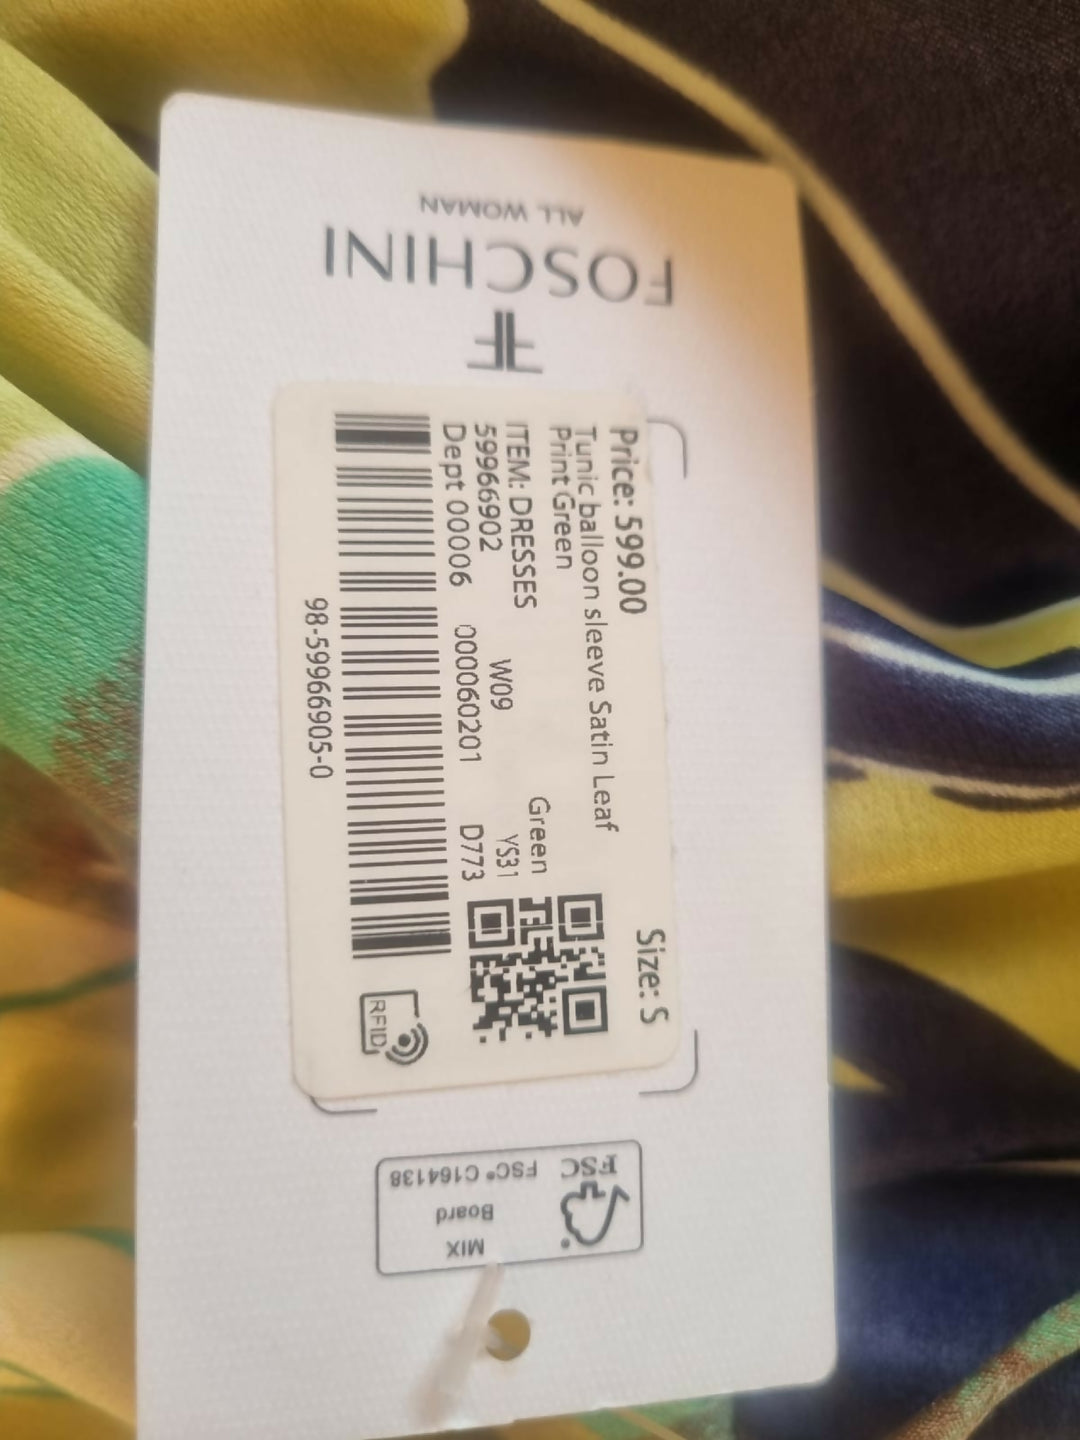 MIX
Board
FSC® C164138
FSC
FOSCHINI
ALL WOMAN
Price: 599.00 Size: S
Tunic balloon sleeve Satin Leaf
Print Green
ITEM: DRESSES Green
59966902 W09 YS31
Dept 00006 000060201 D773
98-59966905-0
RFID